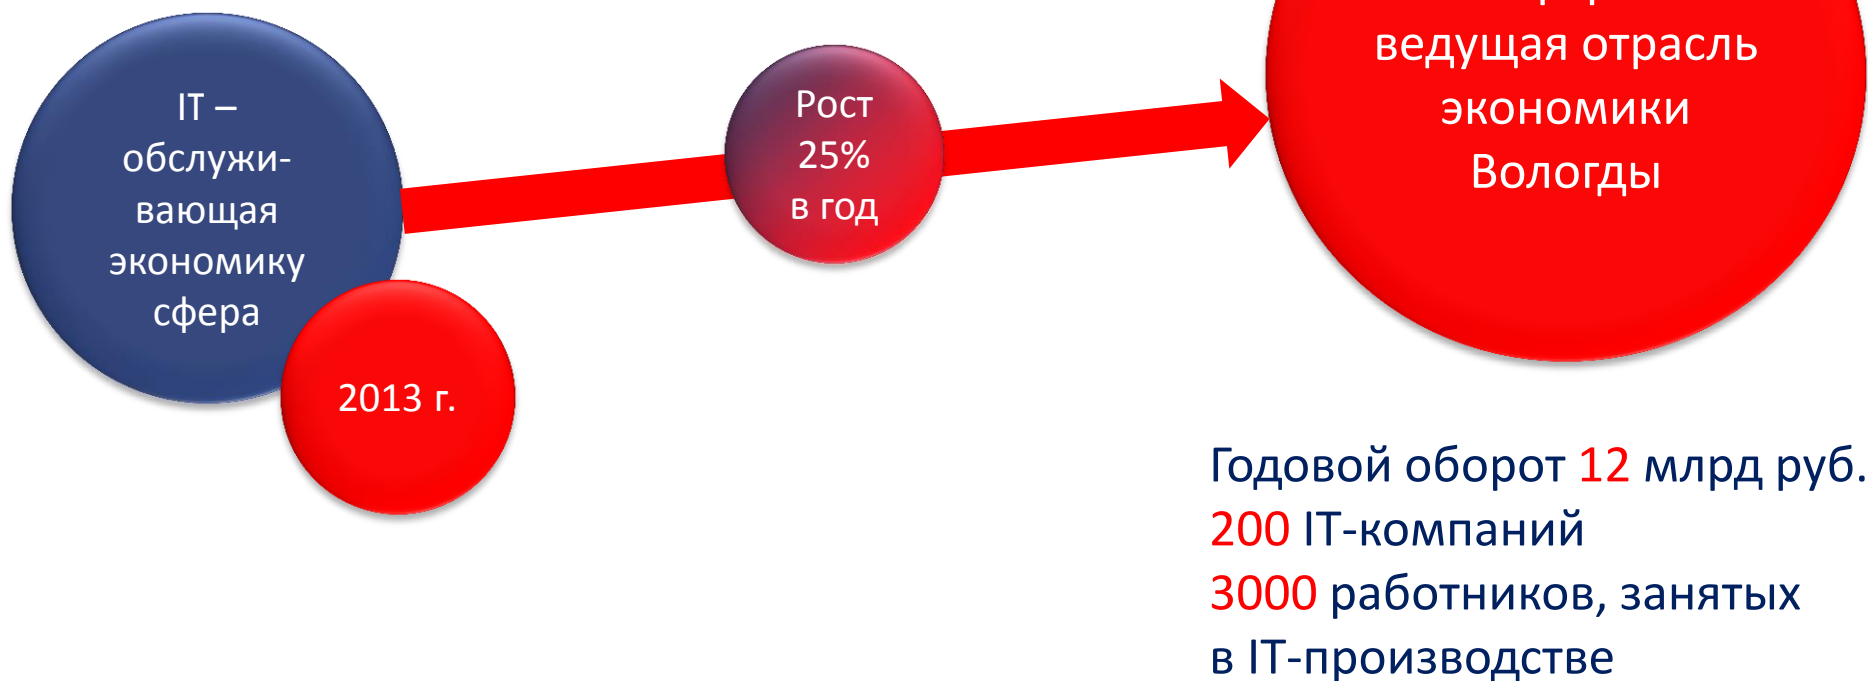 IT –
обслужи-
вающая
экономику
сфера
2013 г.
Рост
25%
в год
ведущая отрасль
экономики
Вологды
Годовой оборот 12 млрд руб.
200 IT-компаний
3000 работников, занятых
в IT-производстве